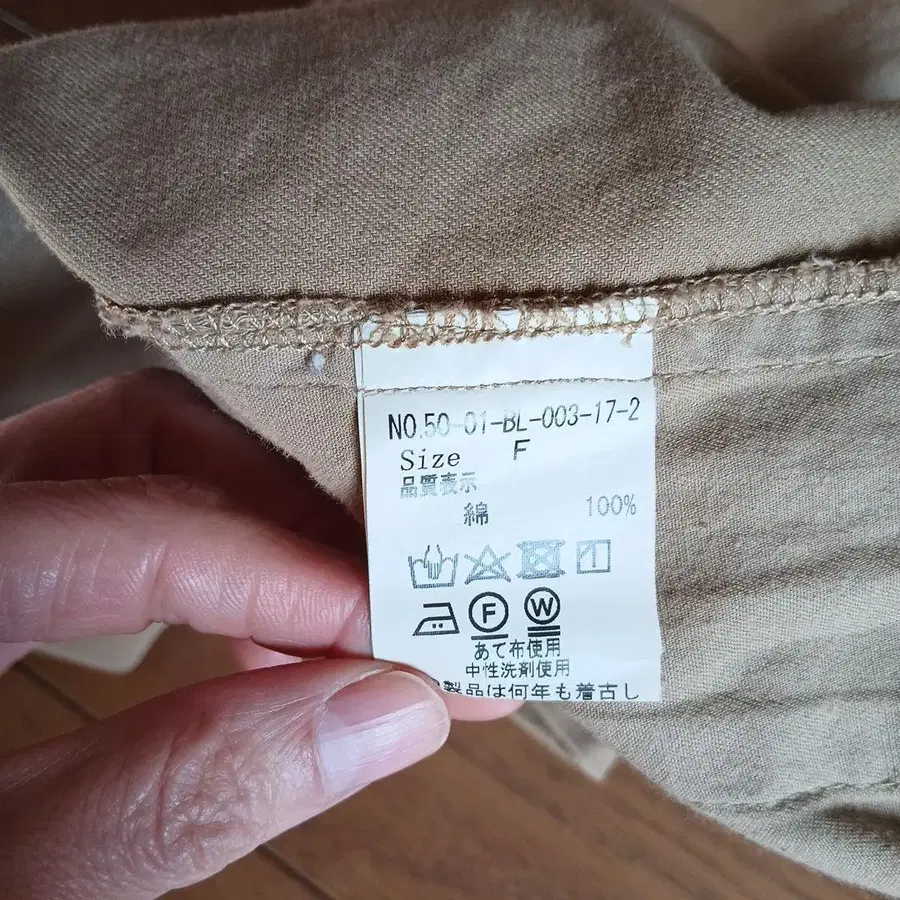 NO.50-01-BL-003-17-2
Size F
品質表示
綿 100%
F W
あて布使用
中性洗剤使用
製品は何年も着古し